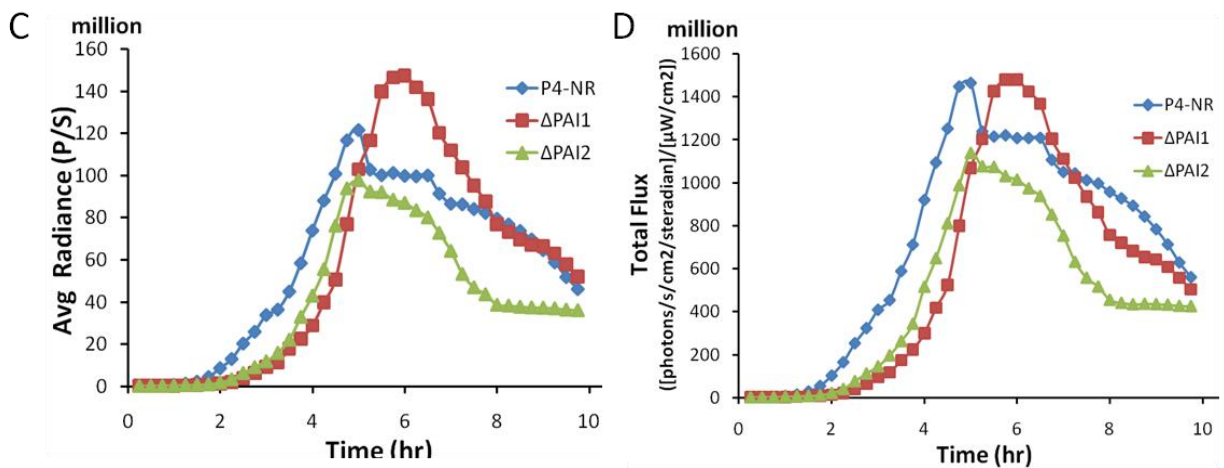 C
million
Avg Radiance (P/S)
160
140
120
100
80
60
40
20
0
0 2 4 6 8 10
Time (hr)
P4-NR
ΔPAI1
ΔPAI2
D
million
Total Flux
([photons/s/cm2/steradian]/[µW/cm2])
1600
1400
1200
1000
800
600
400
200
0
0 2 4 6 8 10
Time (hr)
P4-NR
ΔPAI1
ΔPAI2